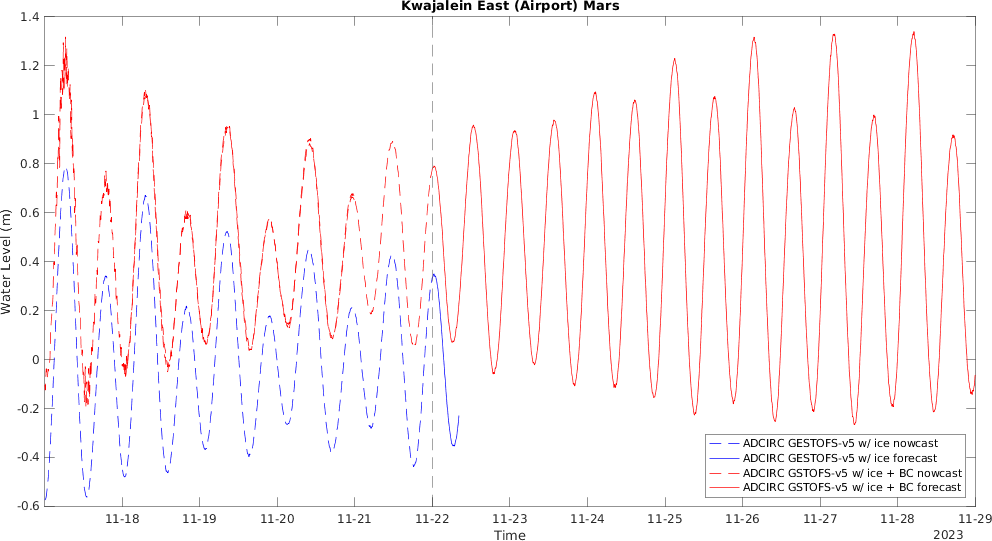 Kwajalein East (Airport) Mars
1.4
1.2
1
0.8
0.6
0.4
0.2
0
-0.2
-0.4
-0.6
Water Level (m)
ADCIRC GESTOFS-v5 w/ ice nowcast
ADCIRC GESTOFS-v5 w/ ice forecast
ADCIRC GSTOFS-v5 w/ ice + BC nowcast
ADCIRC GSTOFS-v5 w/ ice + BC forecast
11-18 11-19 11-20 11-21 11-22 11-23 11-24 11-25 11-26 11-27 11-28 11-29
Time
2023